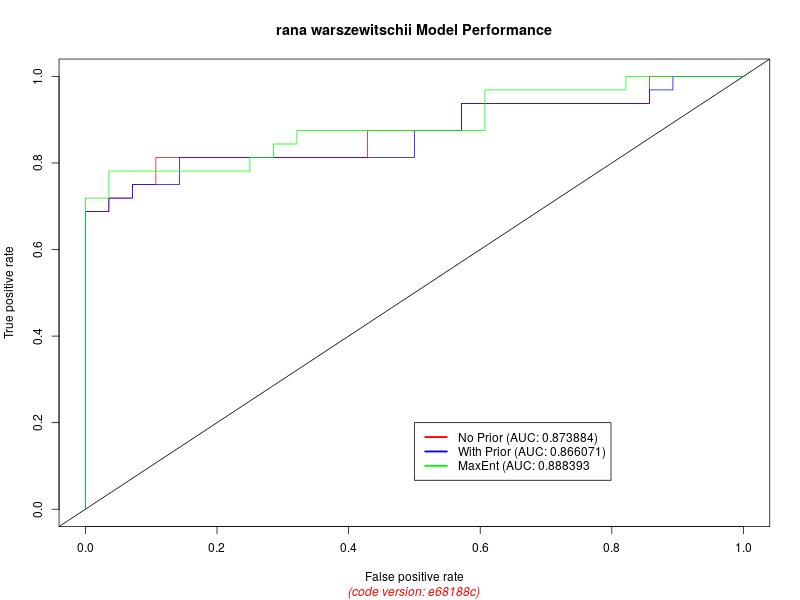 rana warszewitschii Model Performance
1.0
0.8
0.6
0.4
0.2
0.0
True positive rate
No Prior (AUC: 0.873884)
With Prior (AUC: 0.866071)
MaxEnt (AUC: 0.888393
0.0 0.2 0.4 0.6 0.8 1.0
False positive rate
(code version: e68188c)